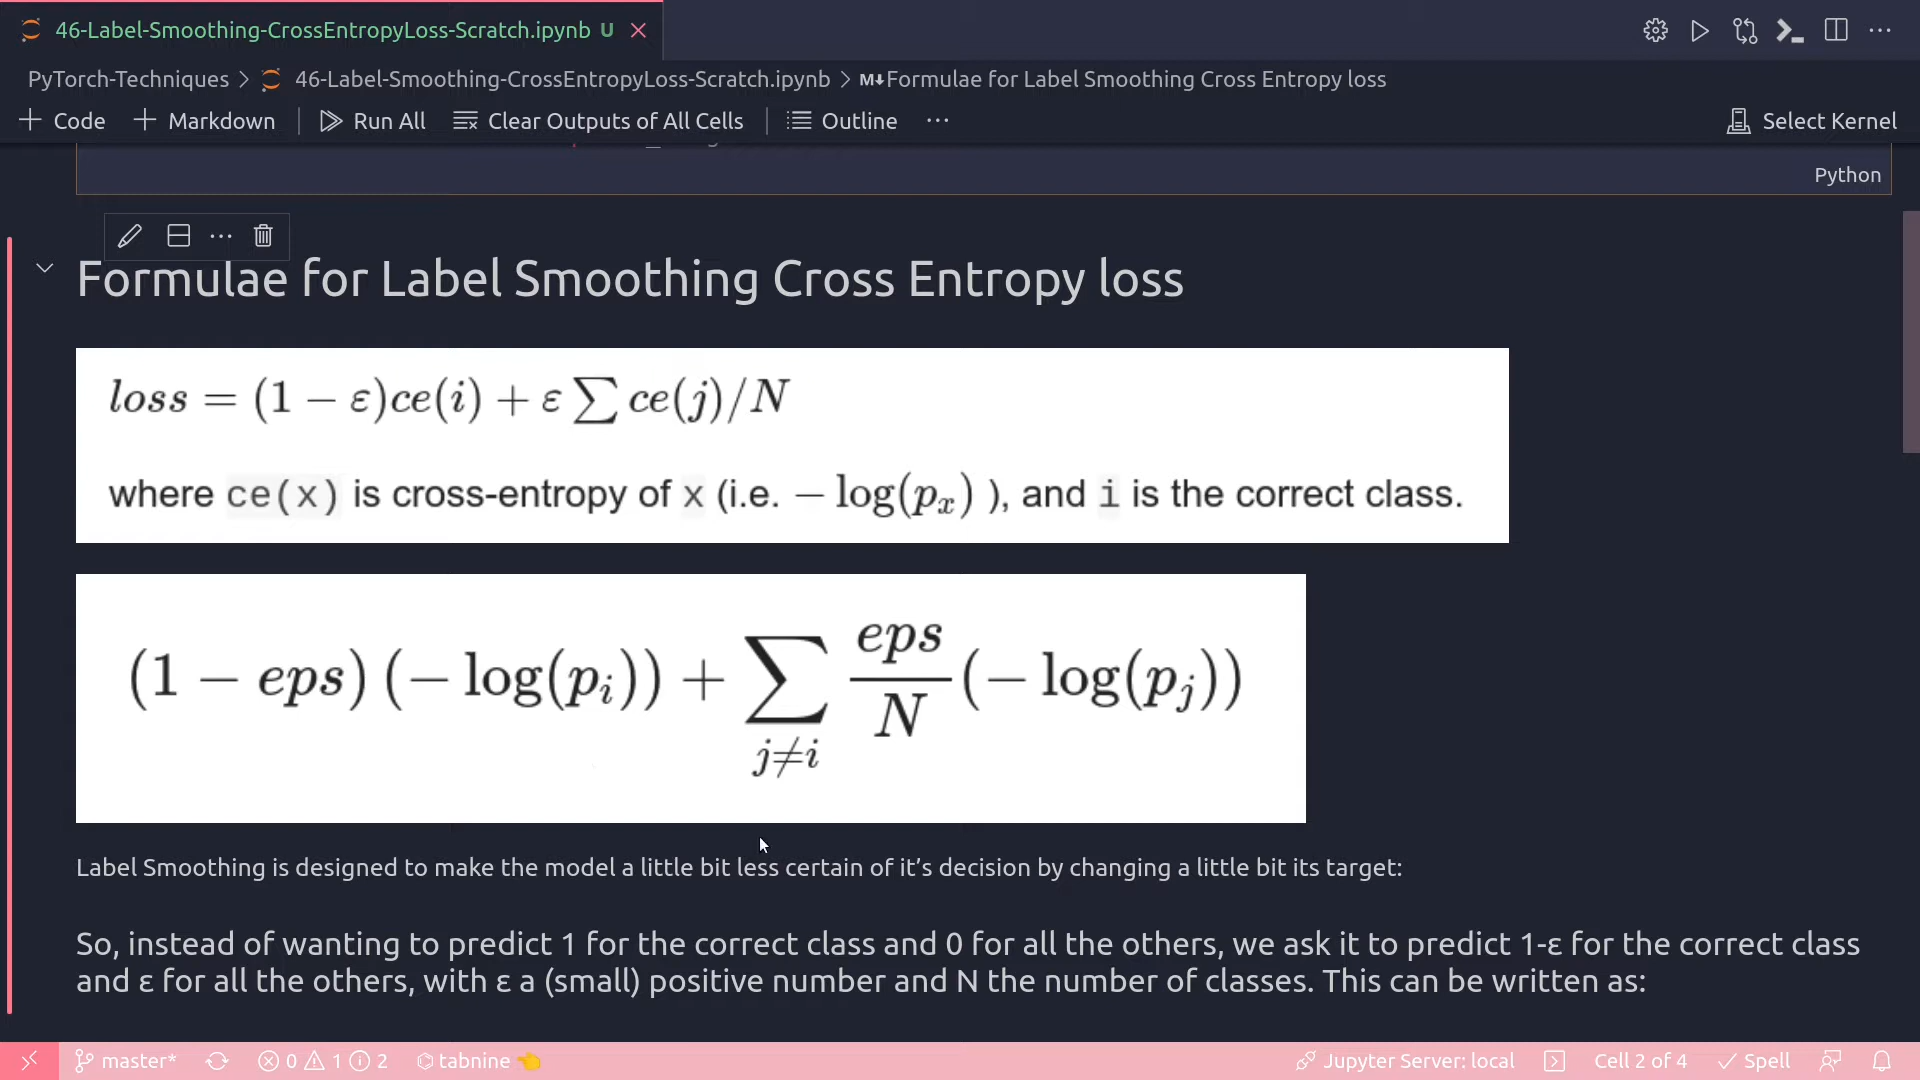 46-Label-Smoothing-CrossEntropyLoss-Scratch.ipynb U
PyTorch-Techniques > 46-Label-Smoothing-CrossEntropyLoss-Scratch.ipynb > M↓Formulae for Label Smoothing Cross Entropy loss
+ Code + Markdown | Run All Clear Outputs of All Cells | Outline ··· Select Kernel
Python
Formulae for Label Smoothing Cross Entropy loss
loss = (1 − ε)ce(i) + ε ∑ ce(j)/N
where ce(x) is cross-entropy of x (i.e. − log(pₓ) ), and i is the correct class.
(1 − eps) (− log(pᵢ)) + ∑_{j≠i} eps/N (− log(pⱼ))
Label Smoothing is designed to make the model a little bit less certain of it’s decision by changing a little bit its target:
So, instead of wanting to predict 1 for the correct class and 0 for all the others, we ask it to predict 1-ε for the correct class
and ε for all the others, with ε a (small) positive number and N the number of classes. This can be written as:
master* 0 1 2 tabnine 👈 Jupyter Server: local Cell 2 of 4 Spell